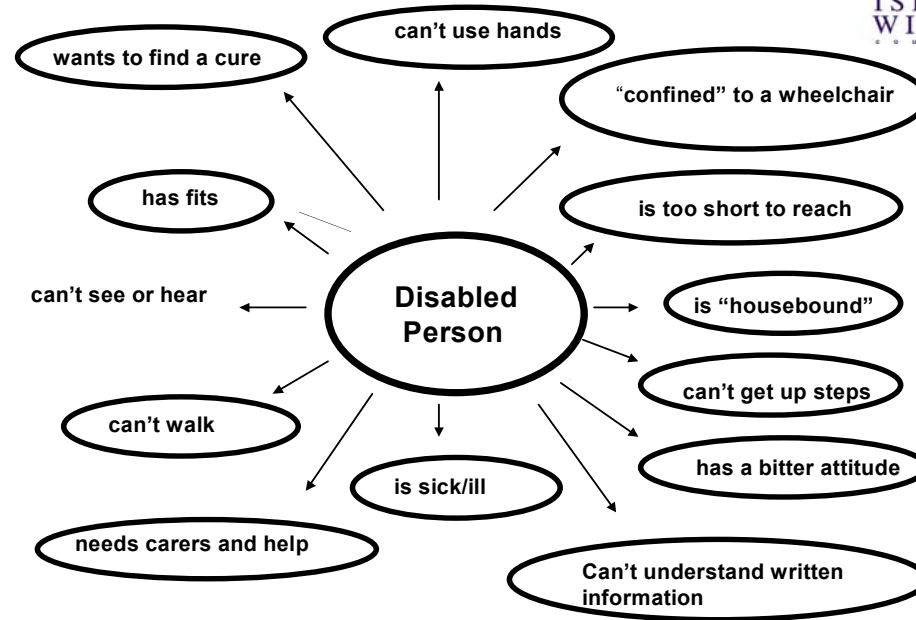 can’t use hands
wants to find a cure
“confined” to a wheelchair
has fits
is too short to reach
can’t see or hear
Disabled
Person
is “housebound”
can’t get up steps
can’t walk
has a bitter attitude
is sick/ill
needs carers and help
Can’t understand written
information